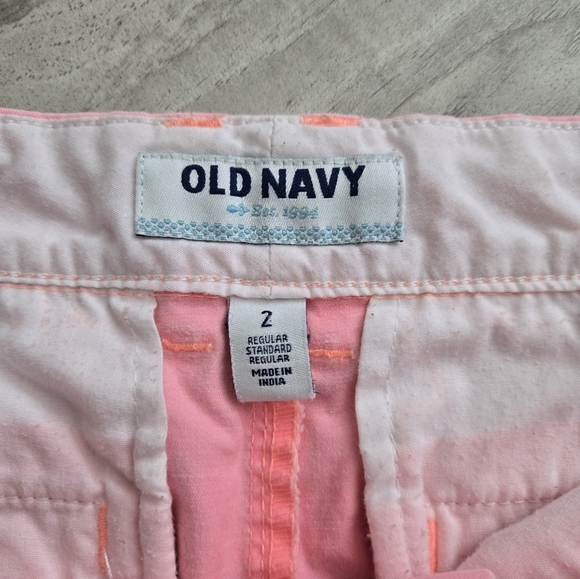 OLD NAVY
Est. 1994
2
REGULAR
STANDARD
REGULAR
MADE IN
INDIA